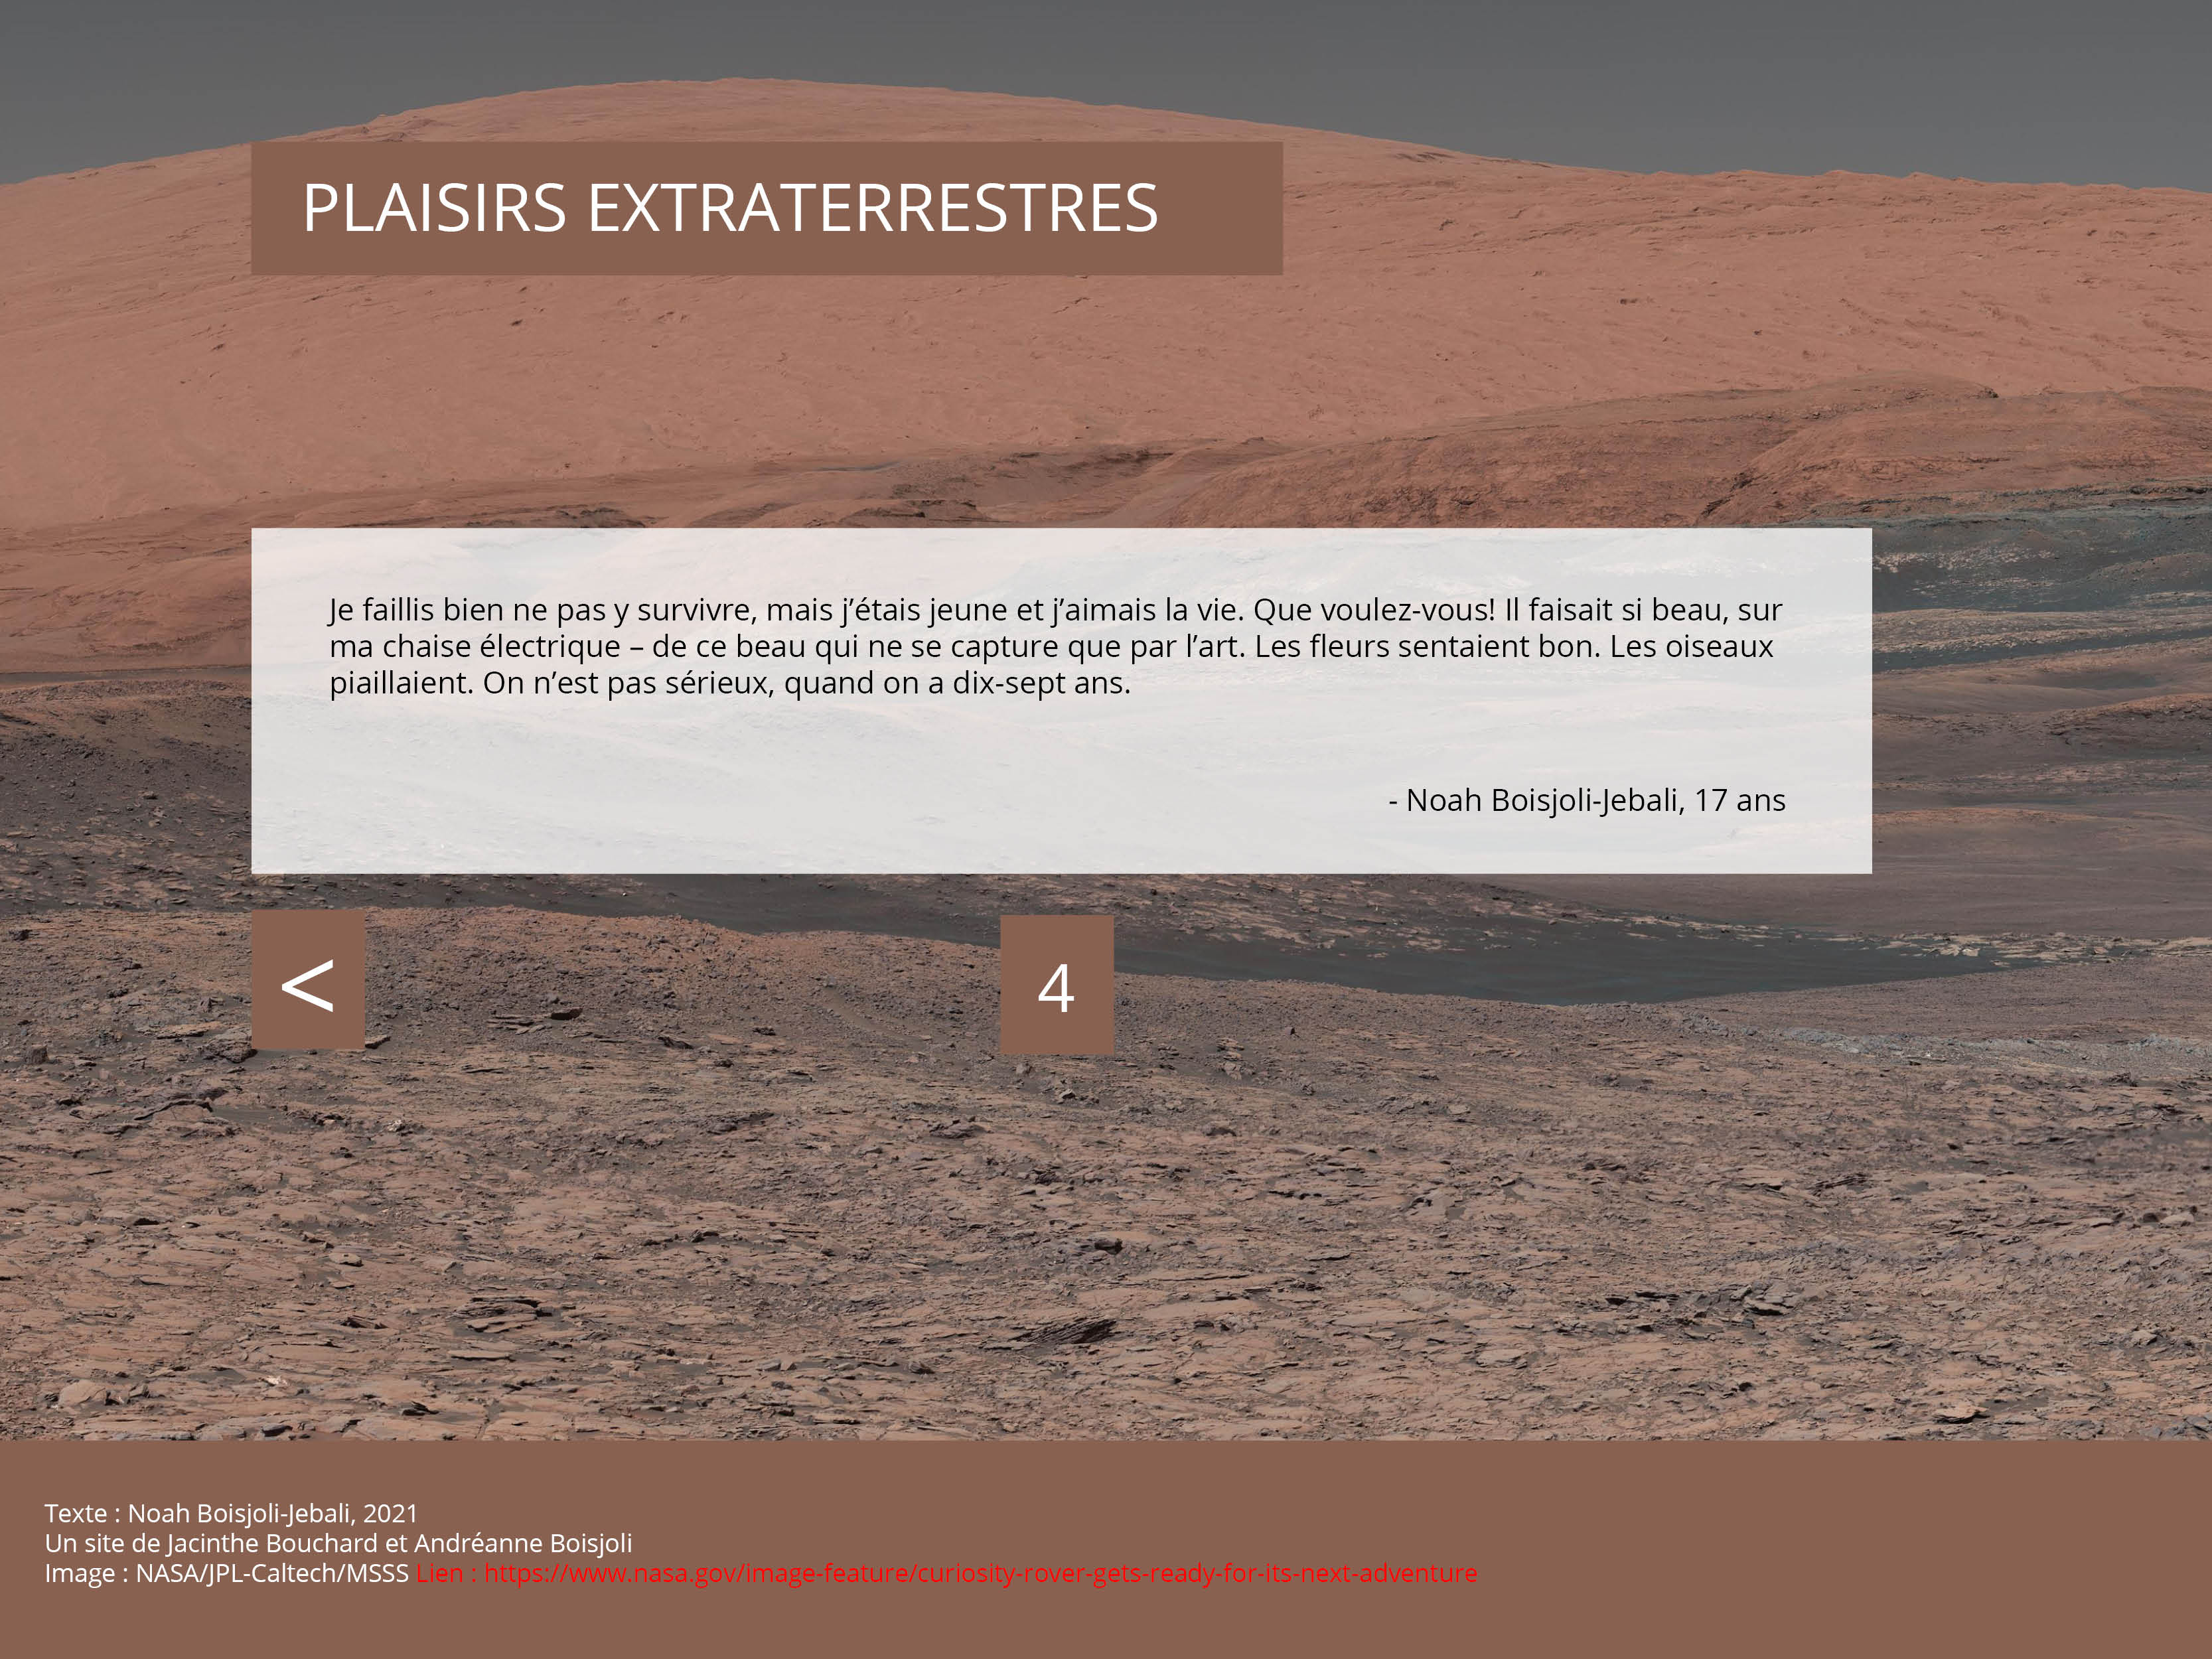 PLAISIRS EXTRATERRESTRES
Je faillis bien ne pas y survivre, mais j’étais jeune et j’aimais la vie. Que voulez-vous! Il faisait si beau, sur
ma chaise électrique – de ce beau qui ne se capture que par l’art. Les fleurs sentaient bon. Les oiseaux
piaillaient. On n’est pas sérieux, quand on a dix-sept ans.
- Noah Boisjoli-Jebali, 17 ans
<
4
Texte : Noah Boisjoli-Jebali, 2021
Un site de Jacinthe Bouchard et Andréanne Boisjoli
Image : NASA/JPL-Caltech/MSSS Lien : https://www.nasa.gov/image-feature/curiosity-rover-gets-ready-for-its-next-adventure